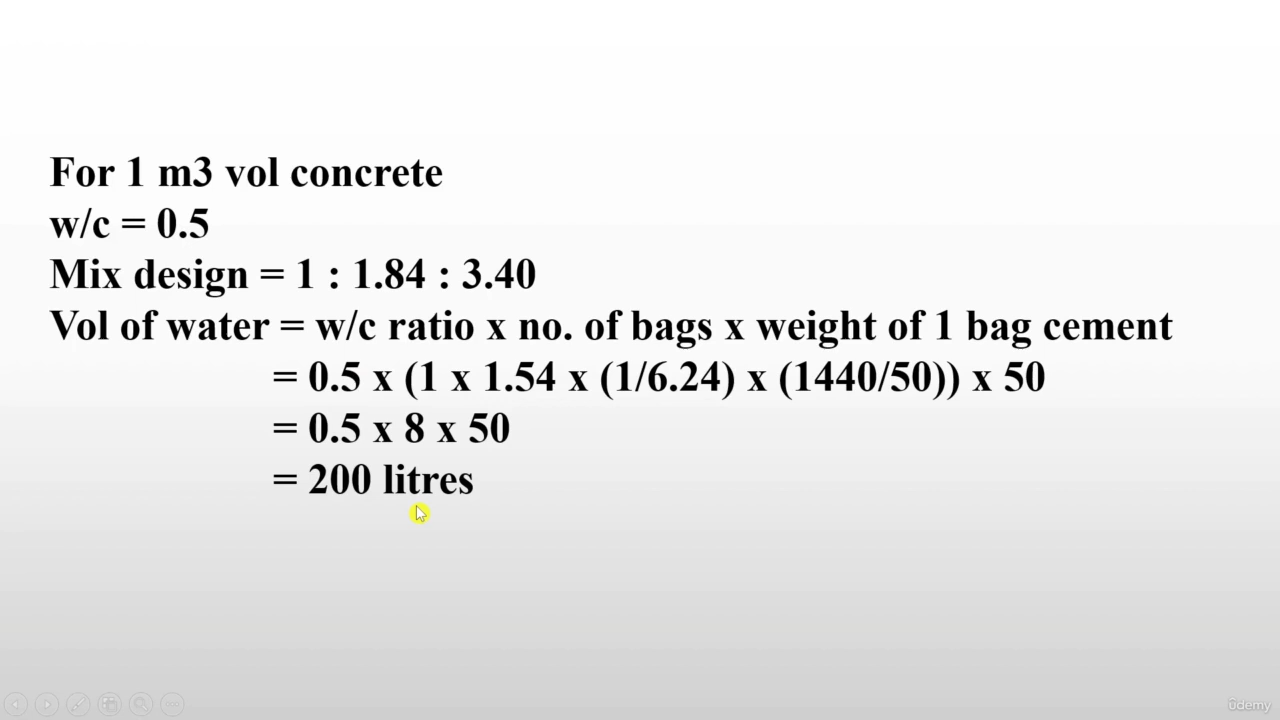 For 1 m3 vol concrete
w/c = 0.5
Mix design = 1 : 1.84 : 3.40
Vol of water = w/c ratio x no. of bags x weight of 1 bag cement
= 0.5 x (1 x 1.54 x (1/6.24) x (1440/50)) x 50
= 0.5 x 8 x 50
= 200 litres
ûdemy